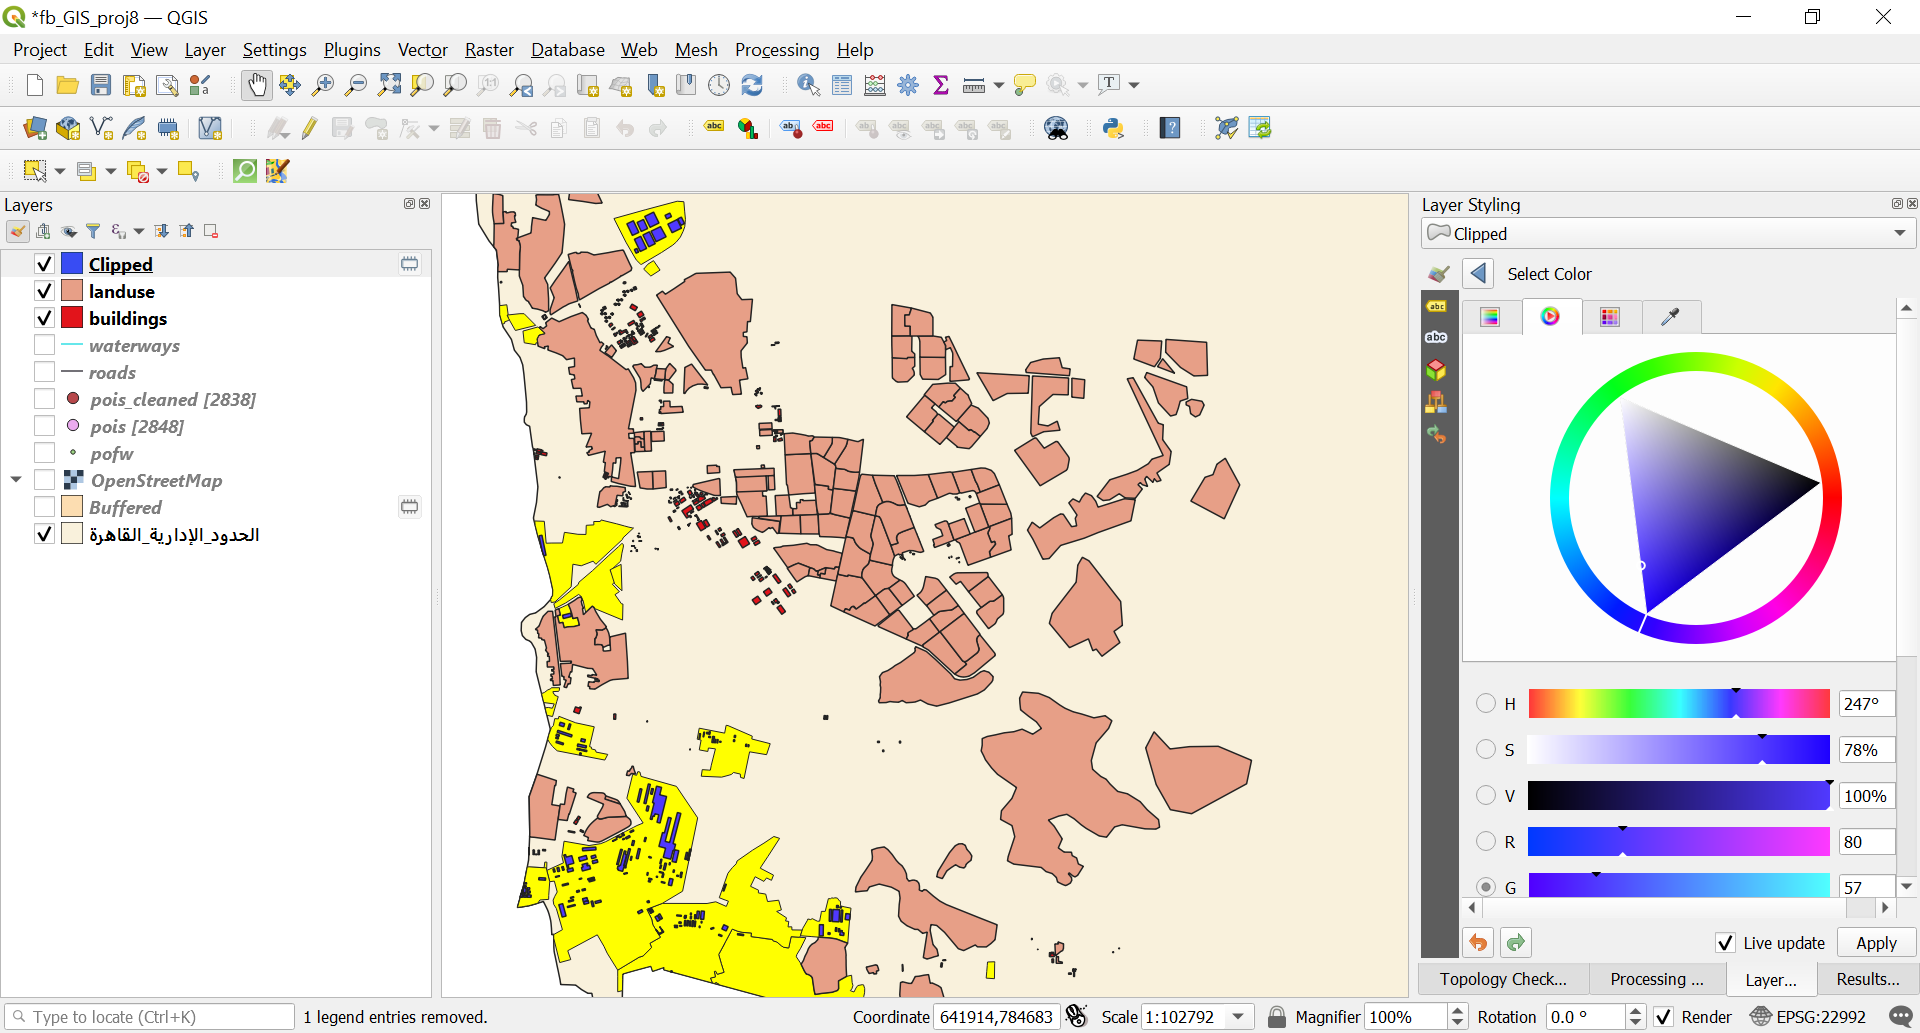 *fb_GIS_proj8 — QGIS
Project Edit View Layer Settings Plugins Vector Raster Database Web Mesh Processing Help
Layers
Clipped
landuse
buildings
waterways
roads
pois_cleaned [2838]
pois [2848]
pofw
OpenStreetMap
Buffered
الحدود_الإدارية_القاهرة
Layer Styling
Clipped
Select Color
H 247°
S 78%
V 100%
R 80
G 57
Live update Apply
Topology Check... Processing ... Layer... Results...
Type to locate (Ctrl+K) 1 legend entries removed. Coordinate 641914,784683 Scale 1:102792 Magnifier 100% Rotation 0.0 ° Render EPSG:22992